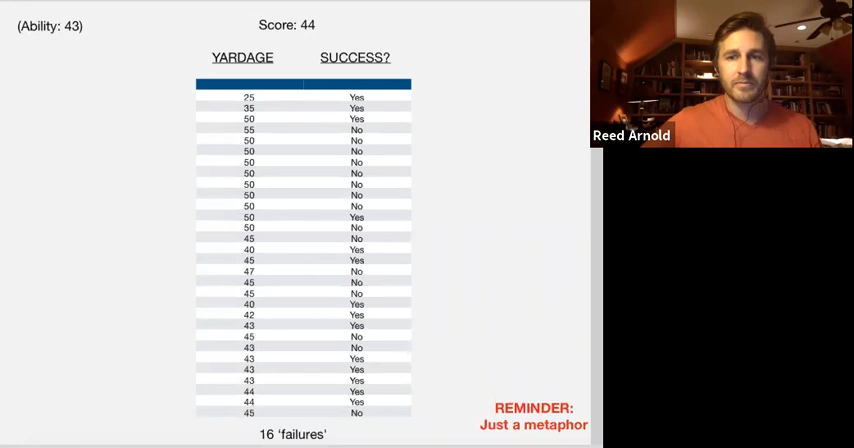 (Ability: 43)
Score: 44
YARDAGE SUCCESS?
25 Yes
35 Yes
50 Yes
55 No
50 No
50 No
50 No
50 No
50 No
50 No
50 No
50 Yes
50 No
45 No
40 Yes
45 Yes
47 No
45 No
45 No
40 Yes
42 Yes
43 Yes
45 No
43 No
43 Yes
43 Yes
43 Yes
44 Yes
44 Yes
45 No
16 'failures'
REMINDER:
Just a metaphor
Reed Arnold